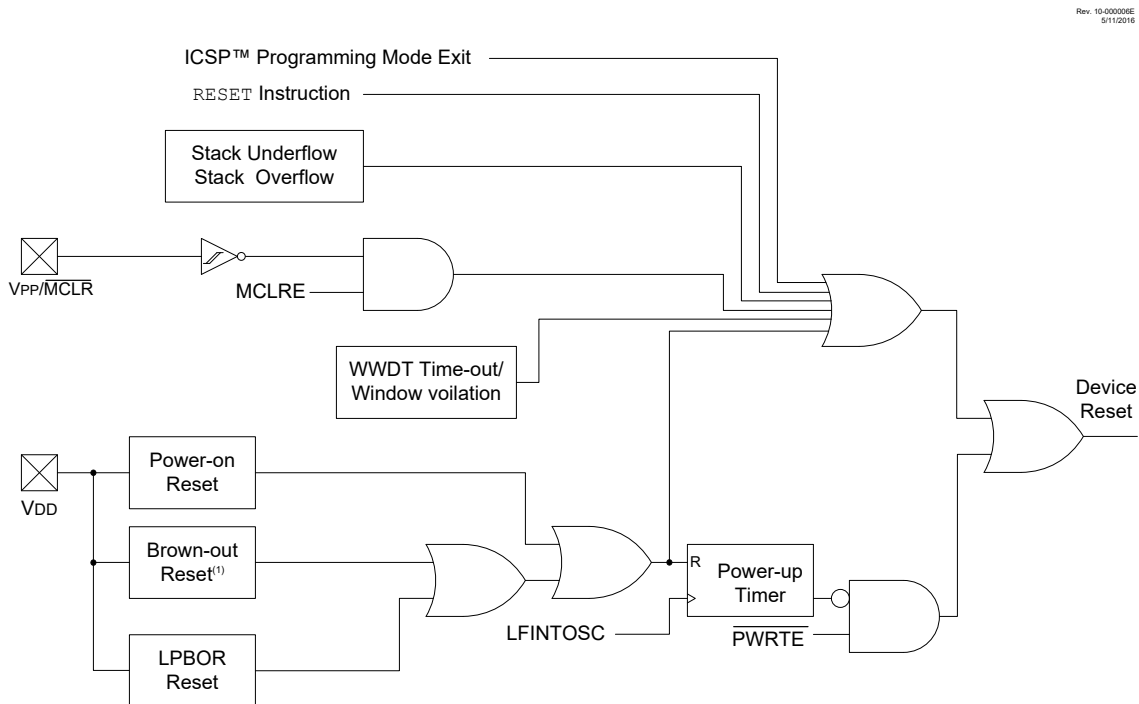 Rev. 10-000006E
5/11/2016
ICSP™ Programming Mode Exit
RESET Instruction
Stack Underflow
Stack Overflow
VPP/MCLR
MCLRE
WWDT Time-out/
Window voilation
Device
Reset
VDD
Power-on
Reset
Brown-out
Reset(1)
LPBOR
Reset
R
Power-up
Timer
LFINTOSC
PWRTE